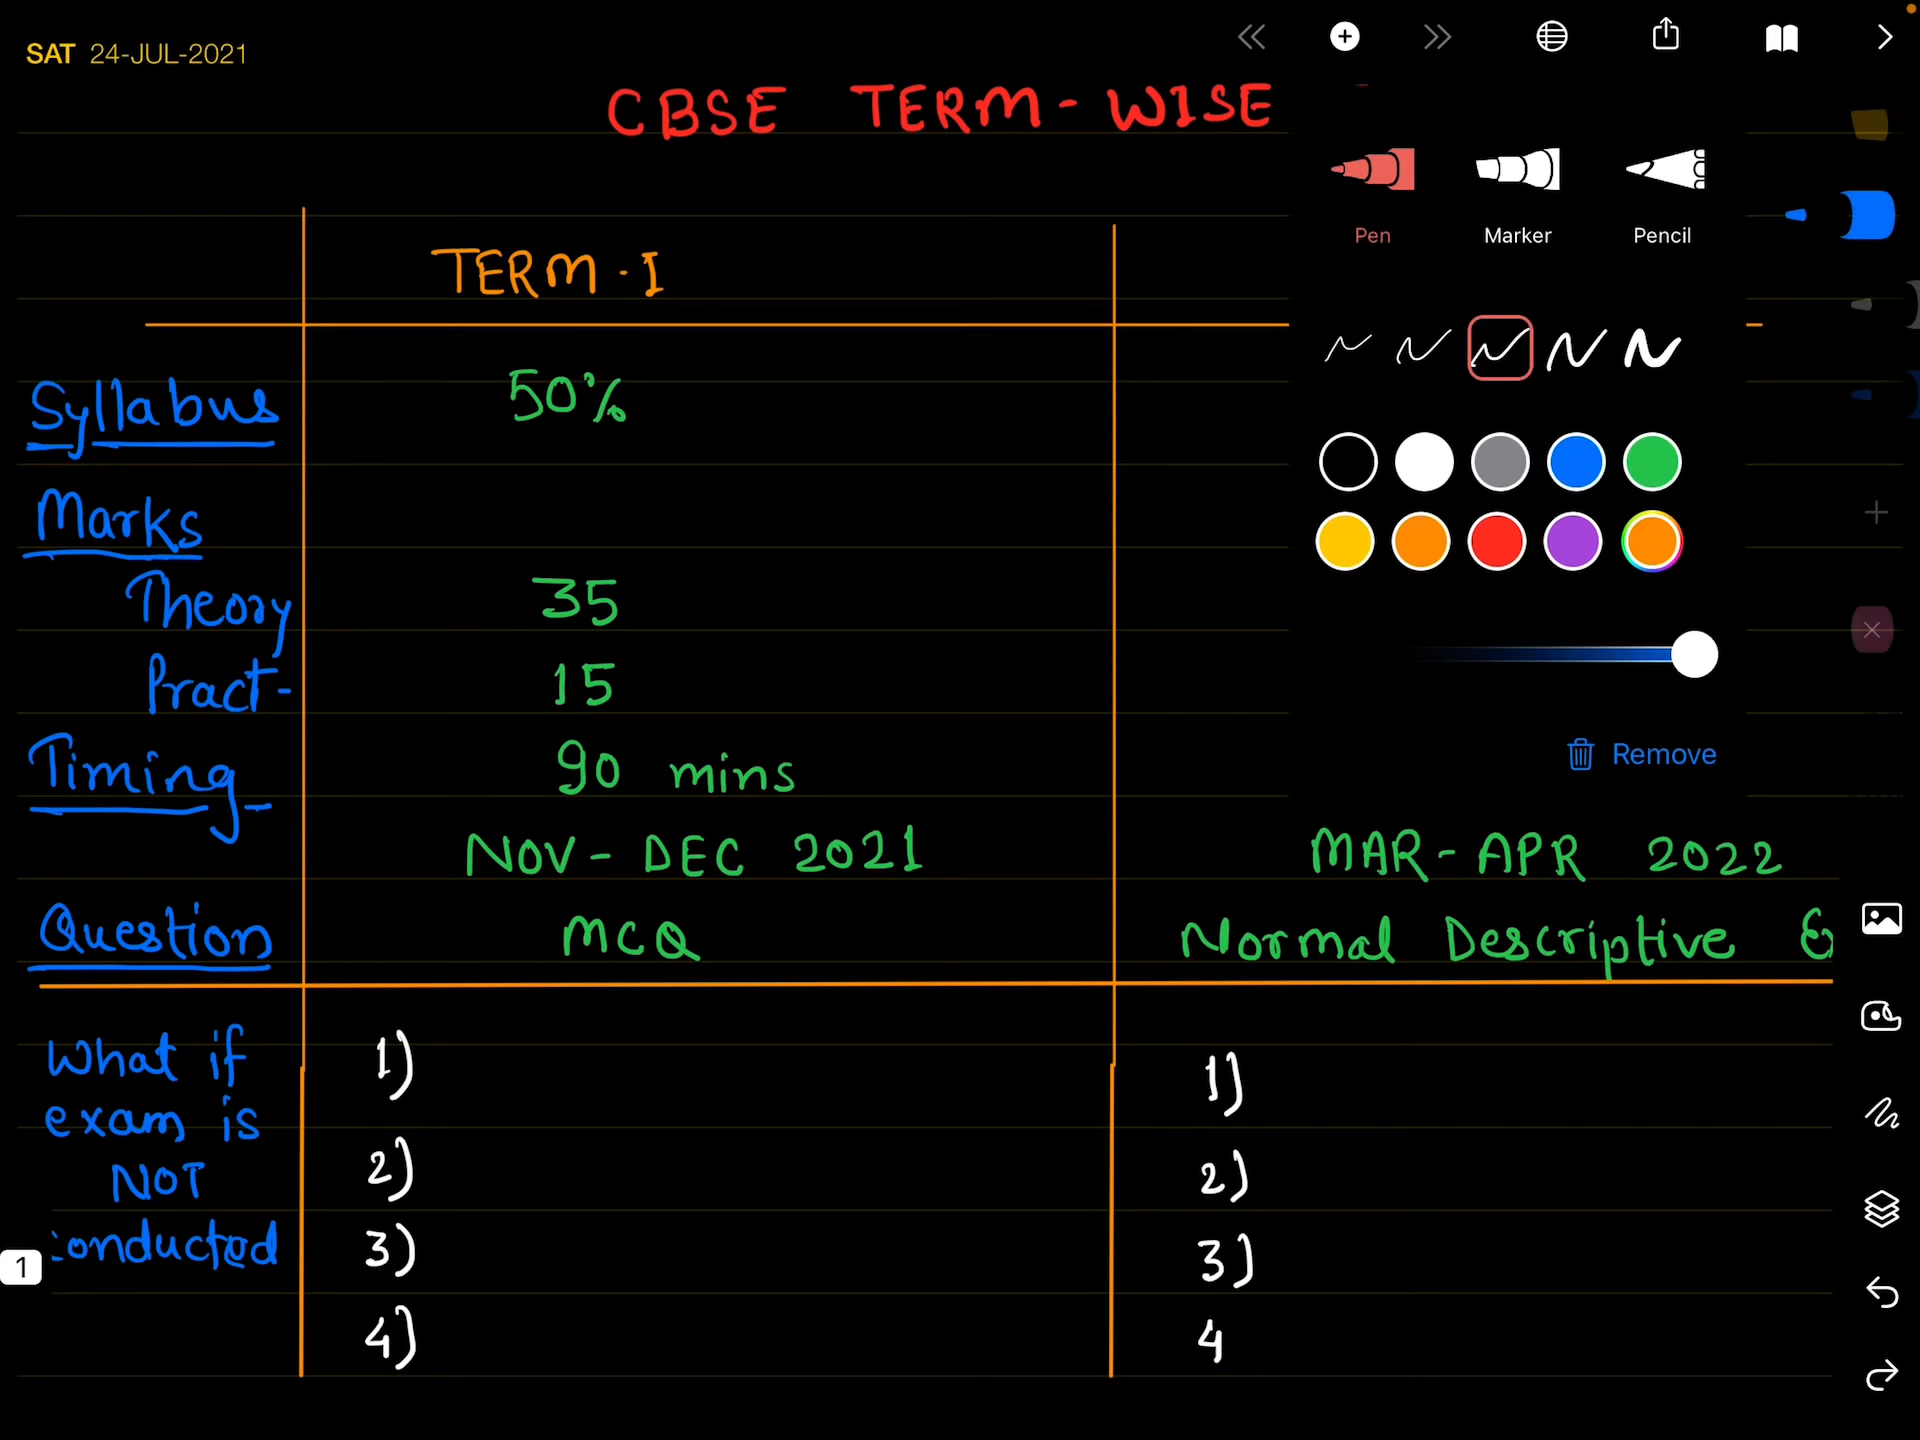 SAT 24-JUL-2021
CBSE TERM-WISE
Pen Marker Pencil
TERM-I
Syllabus 50%
Marks
Theory 35
Pract- 15
Remove
Timing- 90 mins
NOV-DEC 2021 MAR-APR 2022
Question MCQ Normal Descriptive
What if 1) 1)
exam is
NOT 2) 2)
conducted 3) 3)
1
4) 4